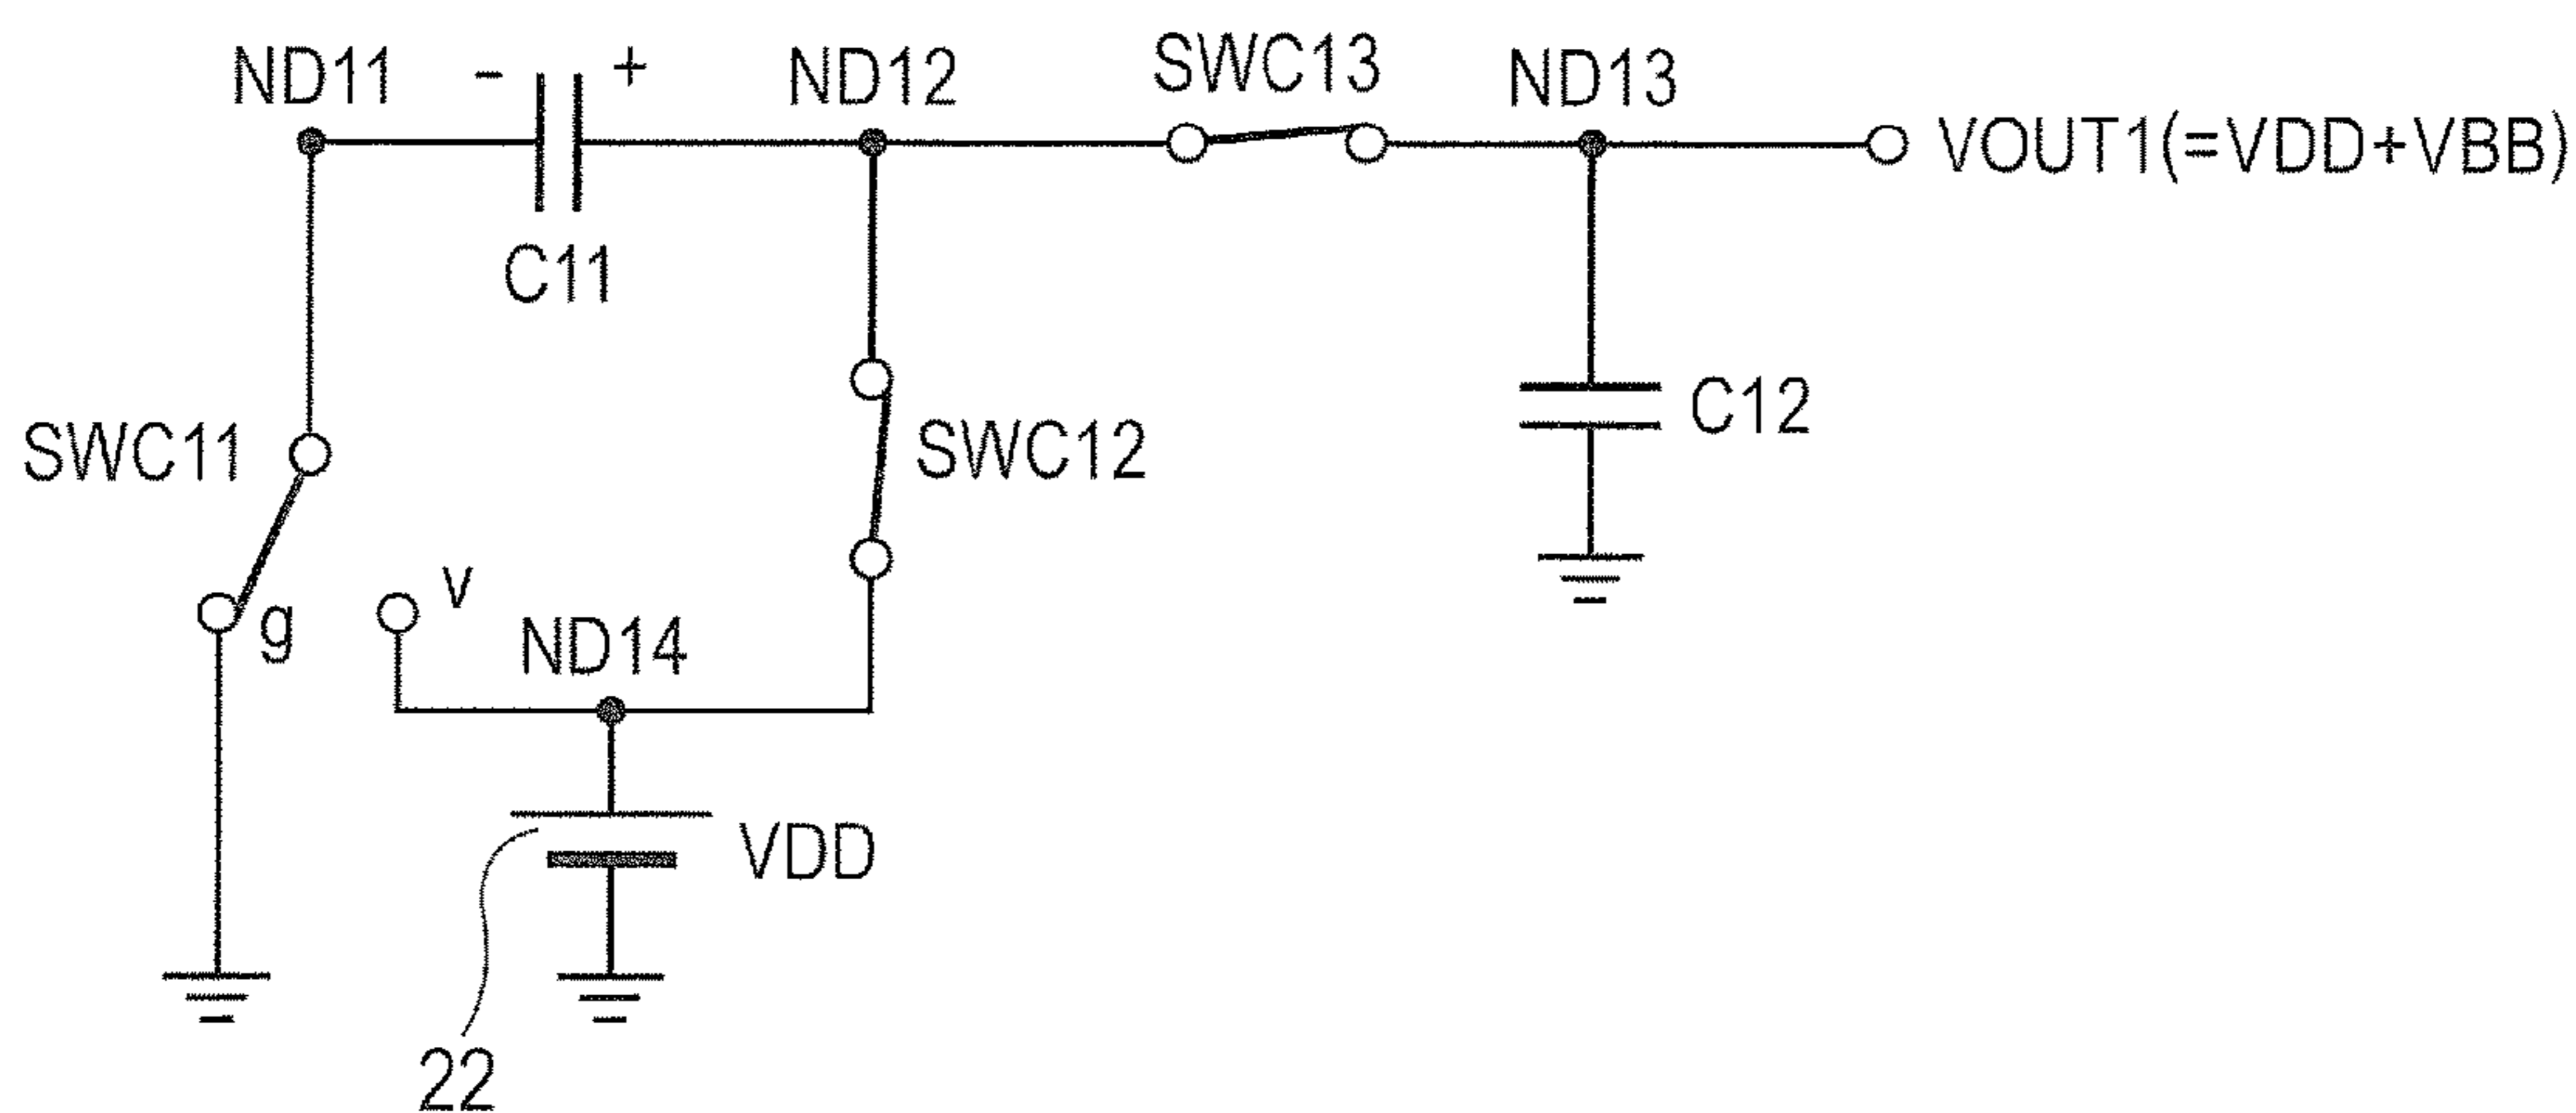 ND11
-
+
ND12
SWC13
ND13
VOUT1(=VDD+VBB)
C11
C12
SWC11
SWC12
g
v
ND14
VDD
22